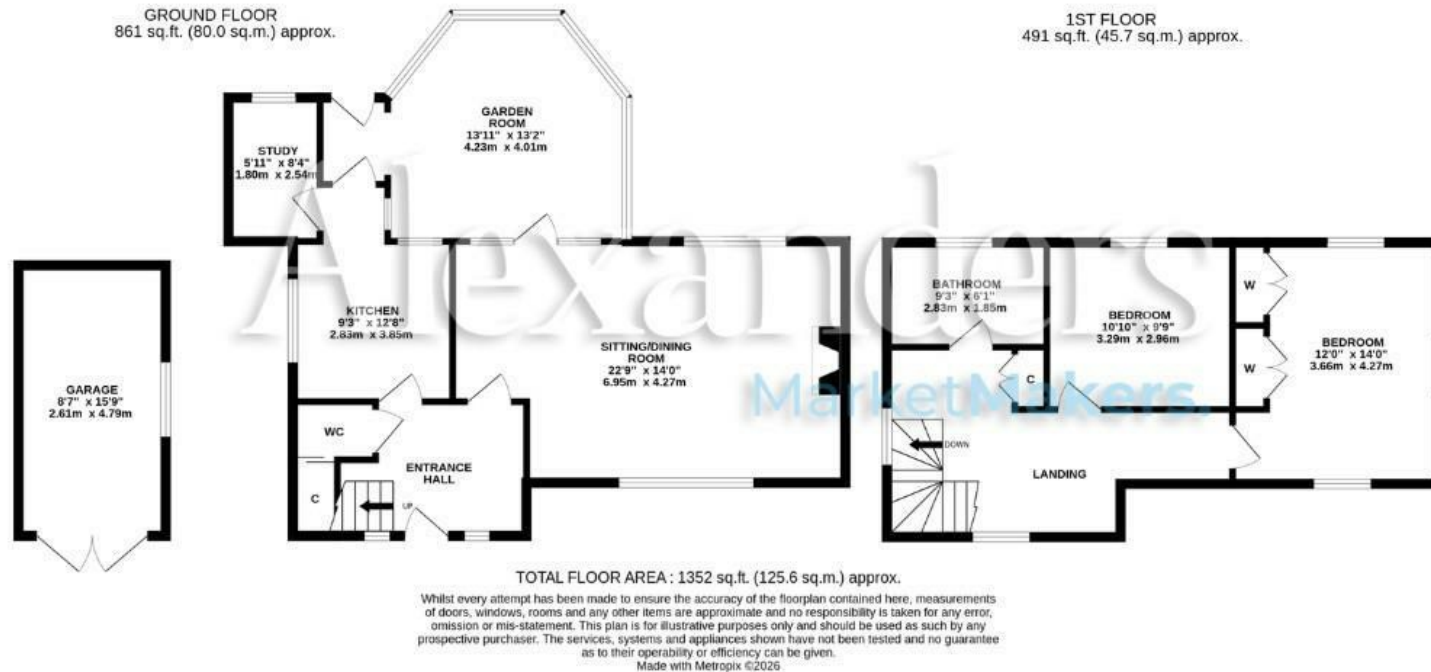 GROUND FLOOR
861 sq.ft. (80.0 sq.m.) approx.
1ST FLOOR
491 sq.ft. (45.7 sq.m.) approx.
GARDEN
ROOM
13'11" x 13'2"
4.23m x 4.01m
STUDY
5'11" x 8'4"
1.80m x 2.54m
Alexanders
MarketMakers.
KITCHEN
9'3" x 12'8"
2.83m x 3.85m
SITTING/DINING
ROOM
22'9" x 14'0"
6.95m x 4.27m
GARAGE
8'7" x 15'9"
2.61m x 4.79m
WC
C
ENTRANCE
HALL
UP
BATHROOM
9'3" x 6'1"
2.83m x 1.85m
BEDROOM
10'10" x 9'9"
3.29m x 2.96m
W
W
BEDROOM
12'0" x 14'0"
3.66m x 4.27m
C
DOWN
LANDING
TOTAL FLOOR AREA : 1352 sq.ft. (125.6 sq.m.) approx.
Whilst every attempt has been made to ensure the accuracy of the floorplan contained here, measurements
of doors, windows, rooms and any other items are approximate and no responsibility is taken for any error,
omission or mis-statement. This plan is for illustrative purposes only and should be used as such by any
prospective purchaser. The services, systems and appliances shown have not been tested and no guarantee
as to their operability or efficiency can be given.
Made with Metropix ©2026